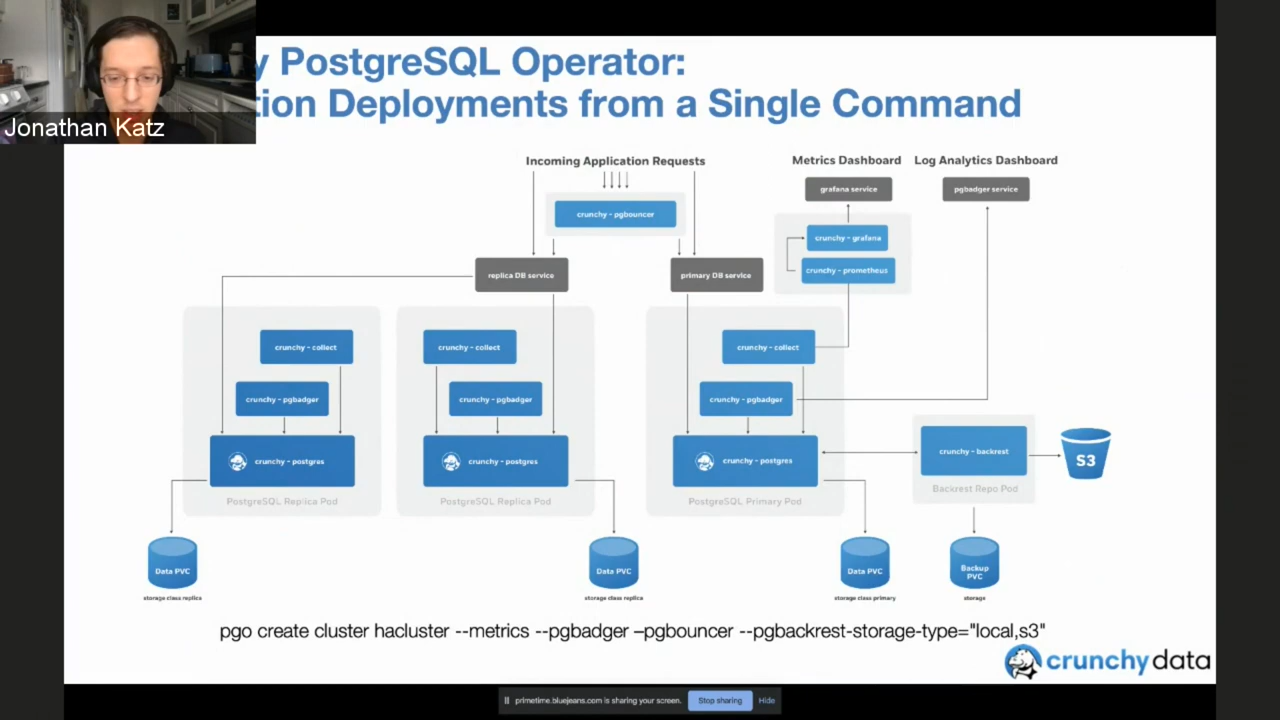 Jonathan Katz
y PostgreSQL Operator:
tion Deployments from a Single Command
Incoming Application Requests
Metrics Dashboard
Log Analytics Dashboard
grafana service
pgbadger service
crunchy - pgbouncer
crunchy - grafana
crunchy - prometheus
replica DB service
primary DB service
crunchy - collect
crunchy - collect
crunchy - collect
crunchy - pgbadger
crunchy - pgbadger
crunchy - pgbadger
crunchy - postgres
crunchy - postgres
crunchy - postgres
crunchy - backrest
S3
PostgreSQL Replica Pod
PostgreSQL Replica Pod
PostgreSQL Primary Pod
Backrest Repo Pod
Data PVC
Data PVC
Data PVC
Backup
PVC
storage class replica
storage class replica
storage class primary
storage
pgo create cluster hacluster --metrics --pgbadger –pgbouncer --pgbackrest-storage-type="local,s3"
crunchy data
primetime.bluejeans.com is sharing your screen.
Stop sharing
Hide